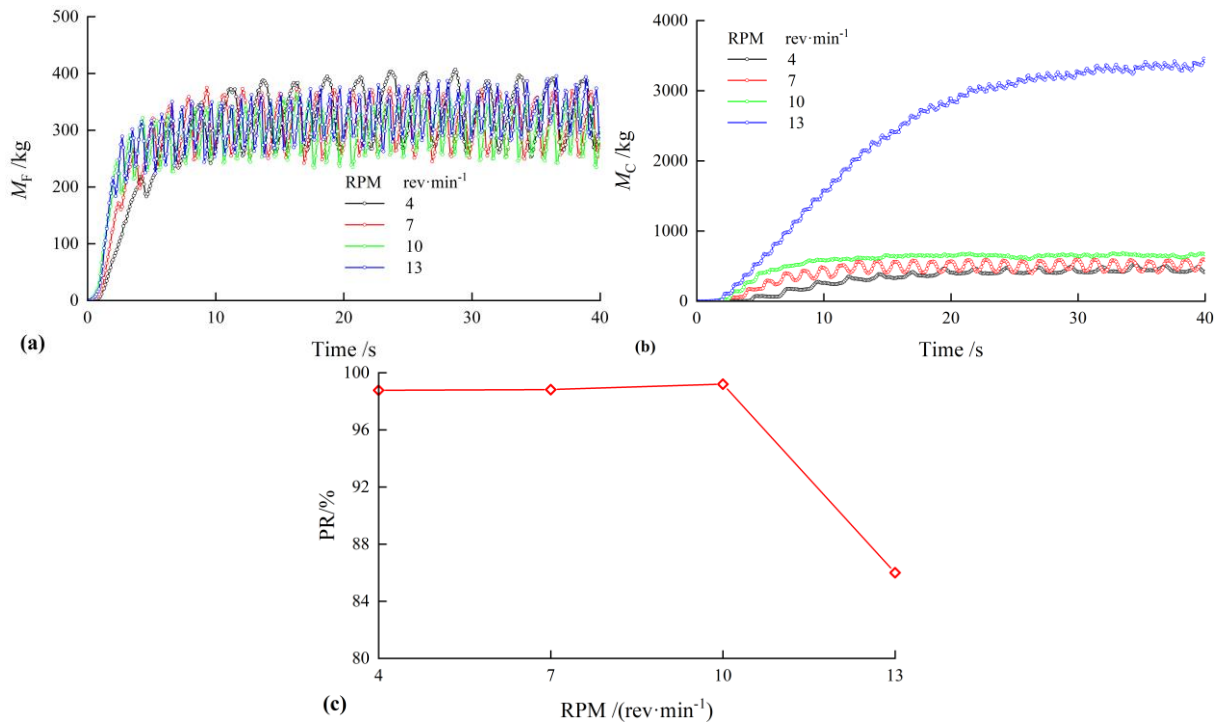 500
400
300
200
100
0
M_F /kg
RPM rev·min⁻¹
4
7
10
13
0 10 20 30 40
(a) Time /s
4000
3000
2000
1000
0
M_C /kg
RPM rev·min⁻¹
4
7
10
13
0 10 20 30 40
(b) Time /s
100
96
92
88
84
80
PR/%
4 7 10 13
(c) RPM /(rev·min⁻¹)